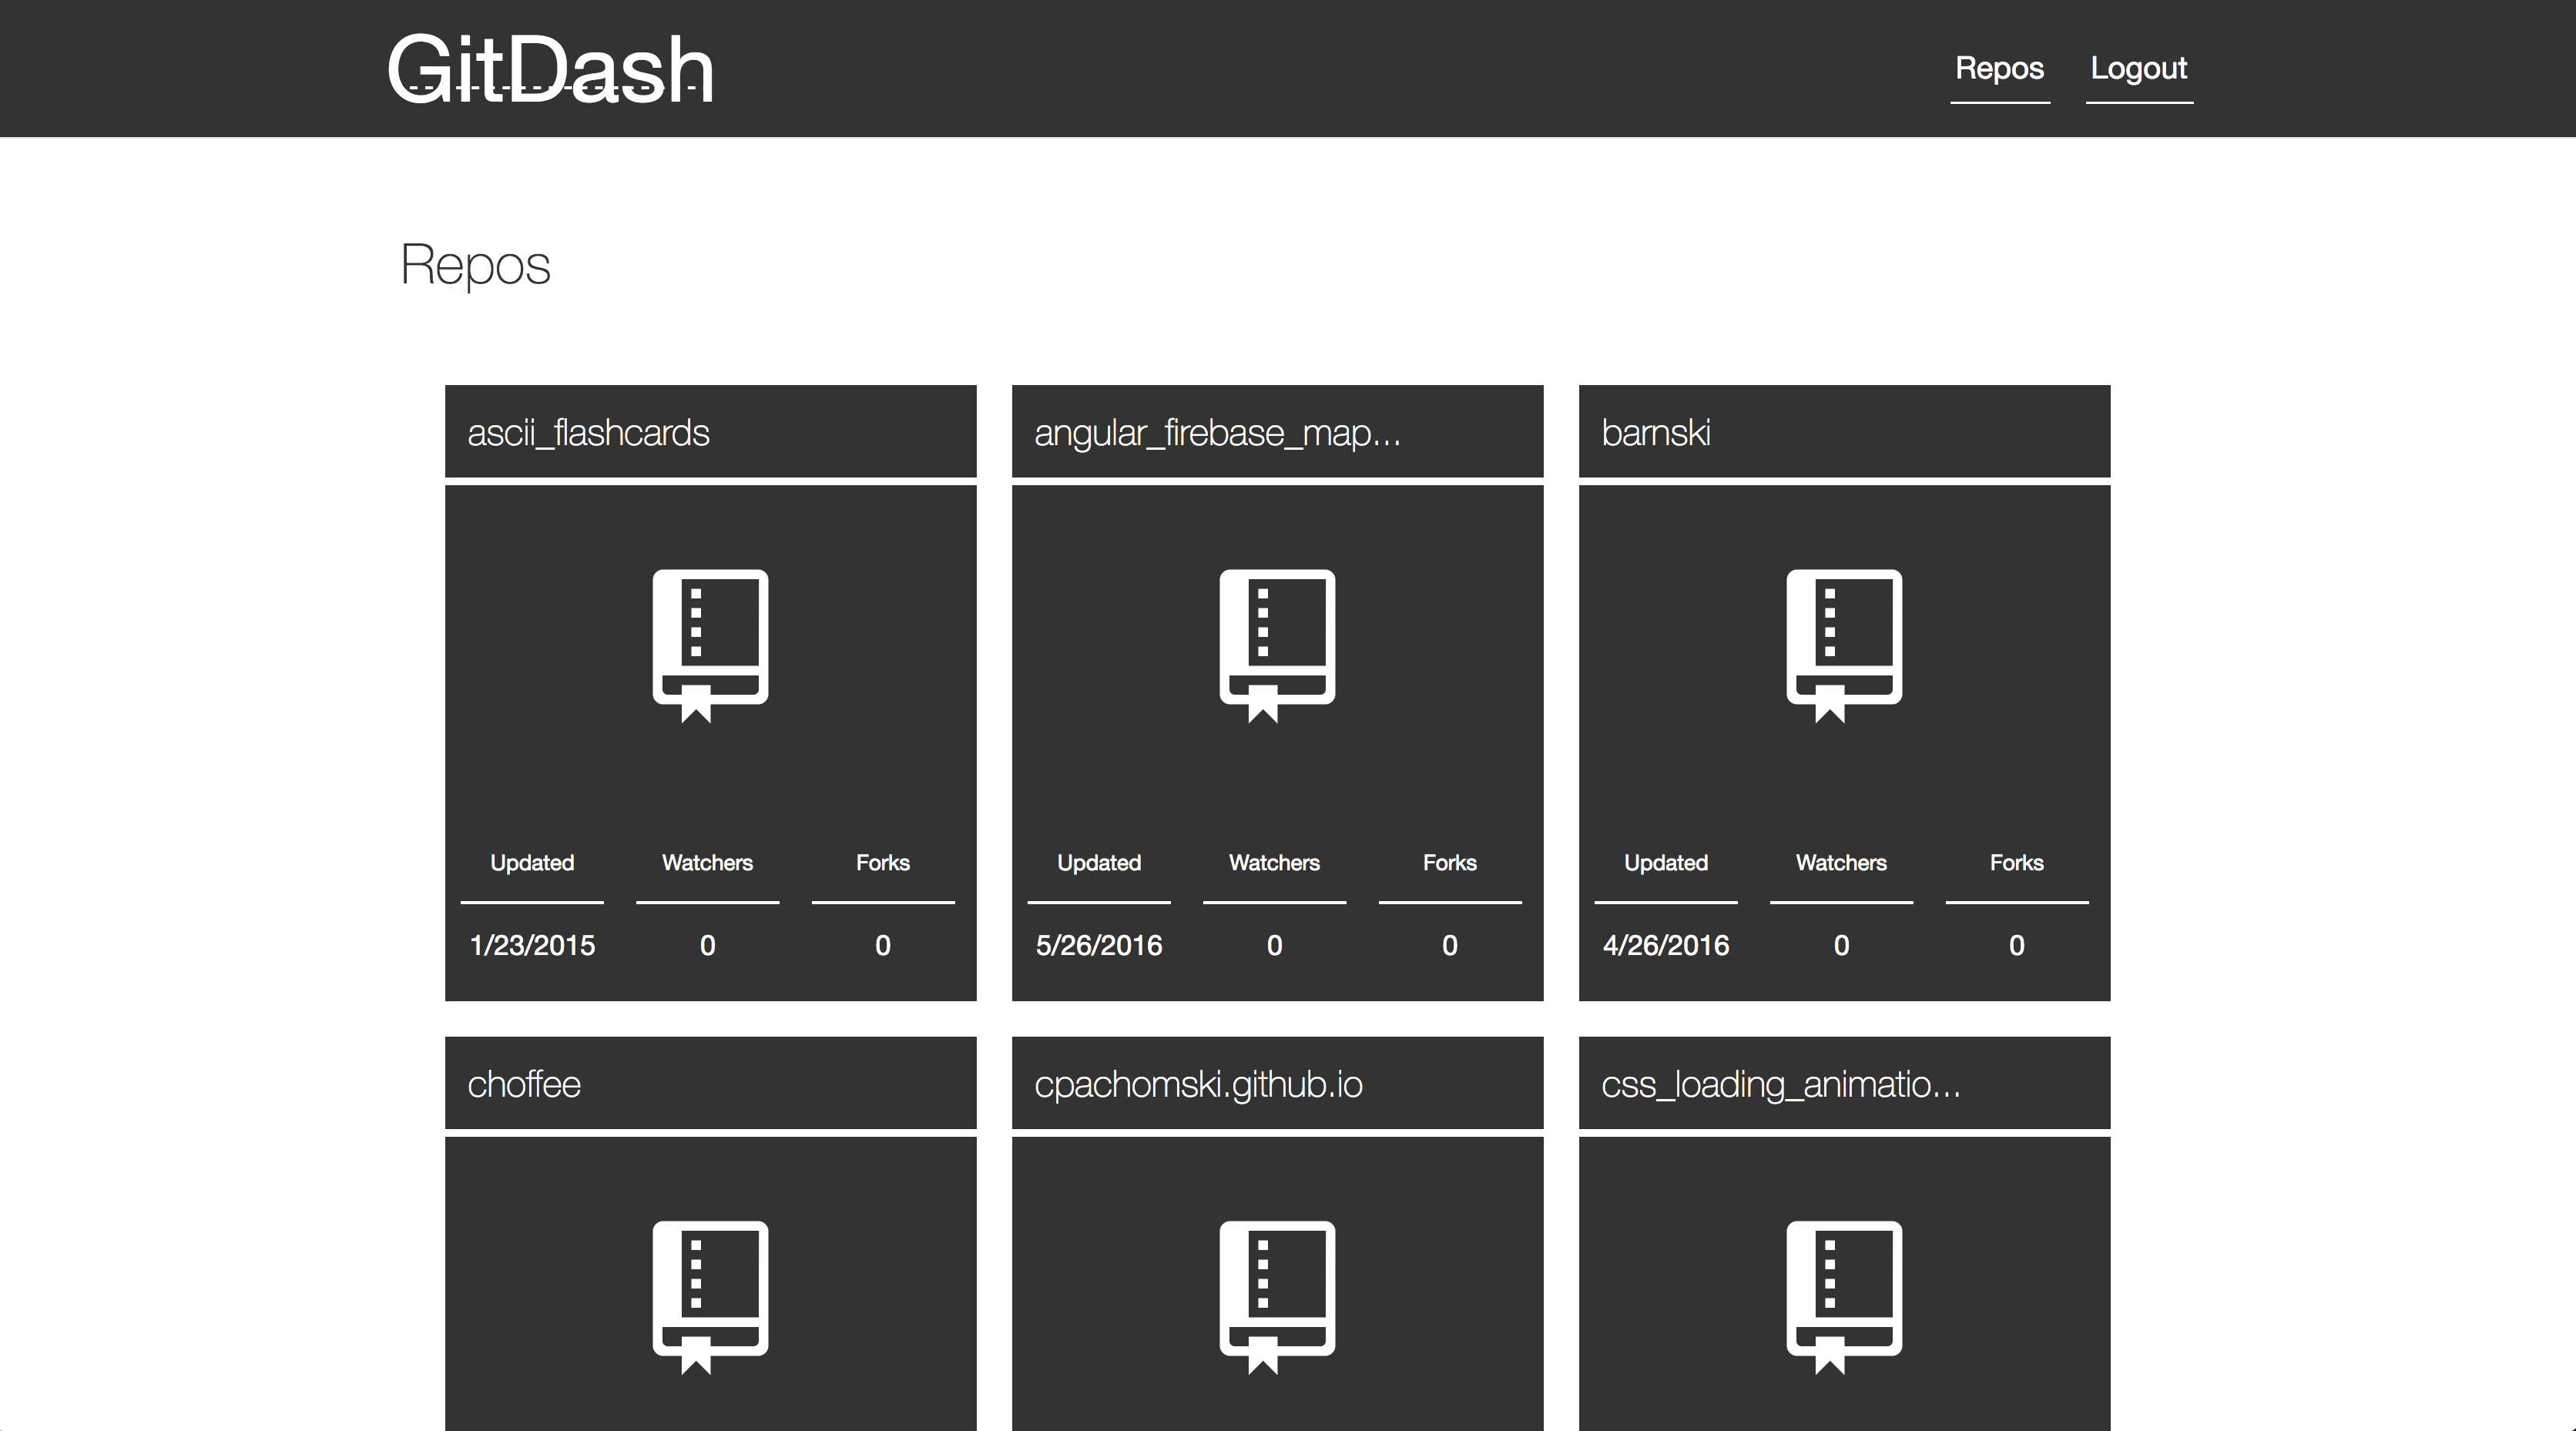 GitDash
Repos Logout
Repos
ascii_flashcards
angular_firebase_map...
barnski
Updated Watchers Forks
1/23/2015 0 0
Updated Watchers Forks
5/26/2016 0 0
Updated Watchers Forks
4/26/2016 0 0
choffee
cpachomski.github.io
css_loading_animatio...